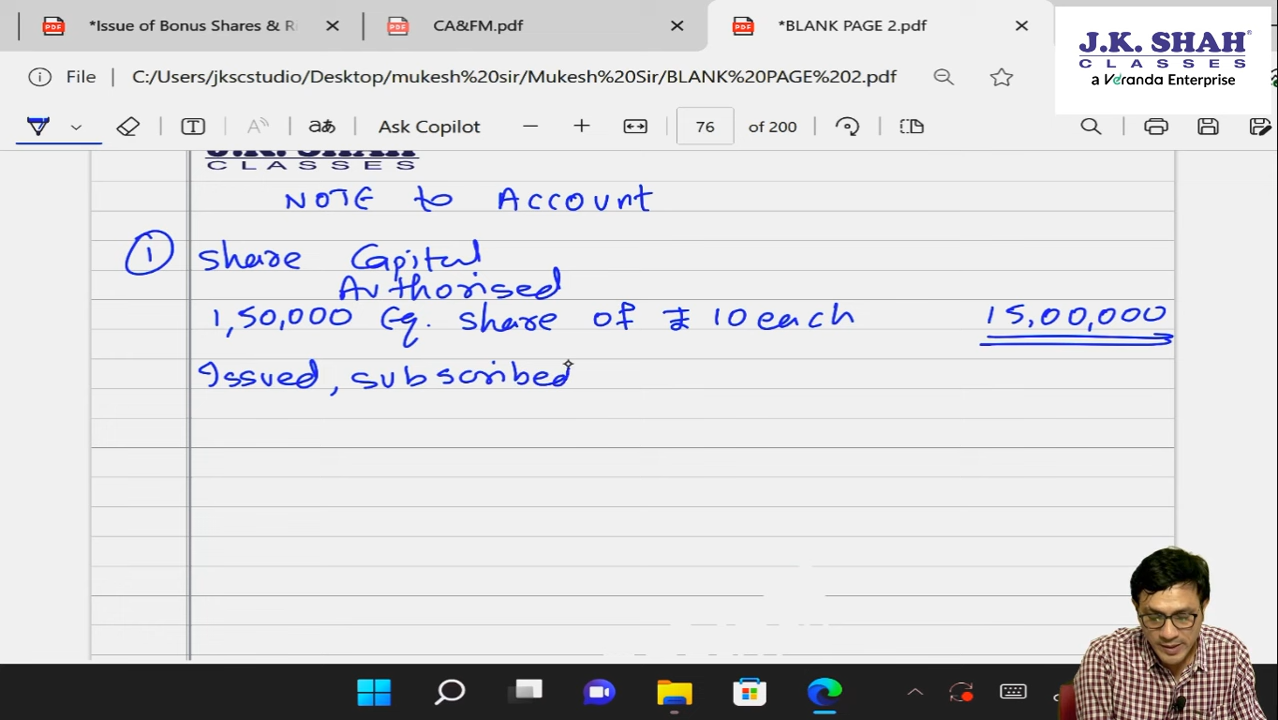 *Issue of Bonus Shares & Ri
CA&FM.pdf
*BLANK PAGE 2.pdf
J.K. SHAH®
CLASSES
a Veranda Enterprise
File
C:/Users/jkscstudio/Desktop/mukesh%20sir/Mukesh%20Sir/BLANK%20PAGE%202.pdf
Ask Copilot
76
of 200
CLASSES
NOTE to Account
1 Share Capital
Authorised
1,50,000 Eq. share of ₹ 10 each 15,00,000
Issued, subscribed